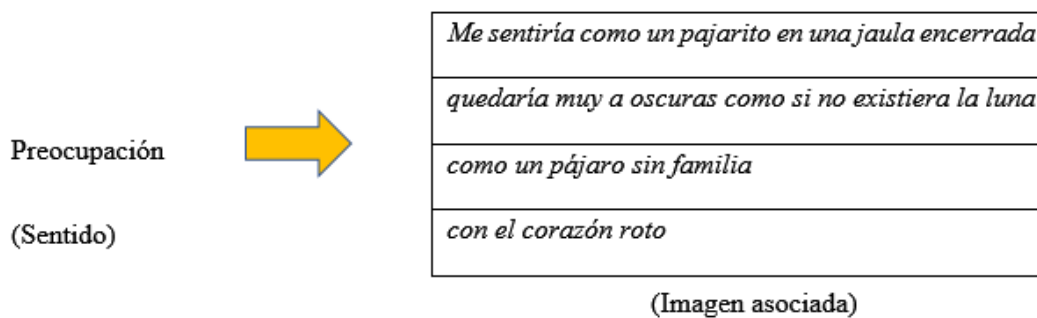 Me sentiría como un pajarito en una jaula encerrada
quedaría muy a oscuras como si no existiera la luna
Preocupación
como un pájaro sin familia
(Sentido)
con el corazón roto
(Imagen asociada)